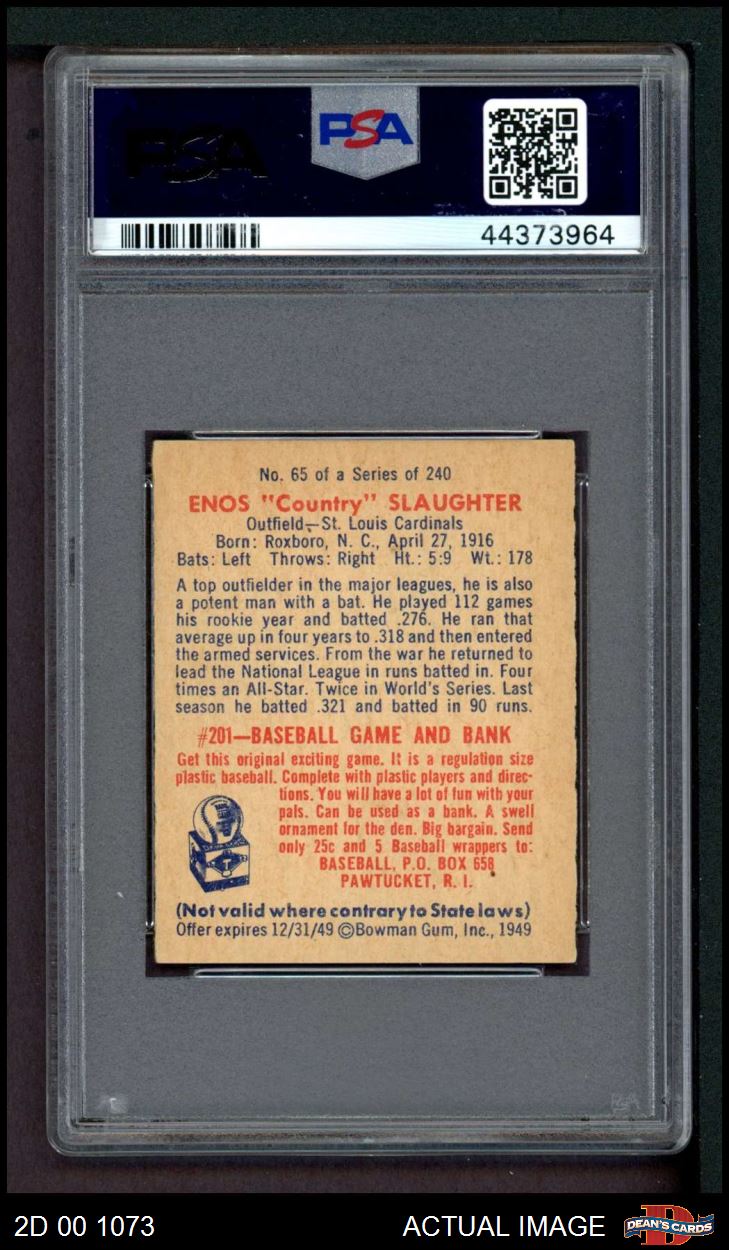 PSA
PSA
44373964
No. 65 of a Series of 240
ENOS "Country" SLAUGHTER
Outfield—St. Louis Cardinals
Born: Roxboro, N. C., April 27, 1916
Bats: Left Throws: Right Ht.: 5:9 Wt.: 178
A top outfielder in the major leagues, he is also
a potent man with a bat. He played 112 games
his rookie year and batted .276. He ran that
average up in four years to .318 and then entered
the armed services. From the war he returned to
lead the National League in runs batted in. Four
times an All-Star. Twice in World's Series. Last
season he batted .321 and batted in 90 runs.
#201—BASEBALL GAME AND BANK
Get this original exciting game. It is a regulation size
plastic baseball. Complete with plastic players and direc-
tions. You will have a lot of fun with your
pals. Can be used as a bank. A swell
ornament for the den. Big bargain. Send
only 25c and 5 Baseball wrappers to:
BASEBALL, P.O. BOX 658
PAWTUCKET, R. I.
(Not valid where contrary to State laws)
Offer expires 12/31/49 ©Bowman Gum, Inc., 1949
2D 00 1073
ACTUAL IMAGE
DEAN'S CARDS